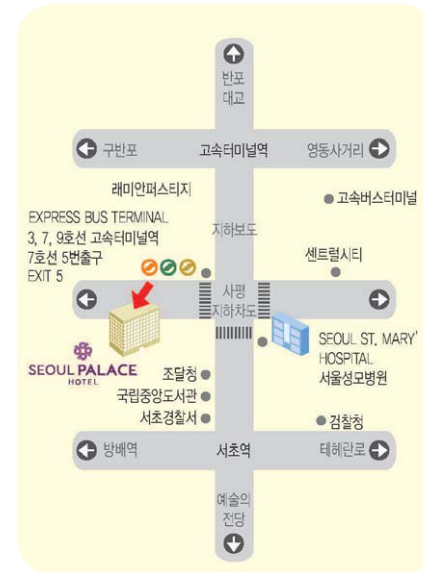 반포
대교
구반포
고속터미널역
영동사거리
래미안퍼스티지
고속버스터미널
EXPRESS BUS TERMINAL
3, 7, 9호선 고속터미널역
7호선 5번출구
EXIT 5
지하보도
센트럴시티
사평
지하차도
SEOUL PALACE
HOTEL
SEOUL ST. MARY'
HOSPITAL
서울성모병원
조달청
국립중앙도서관
서초경찰서
검찰청
방배역
서초역
테헤란로
예술의
전당